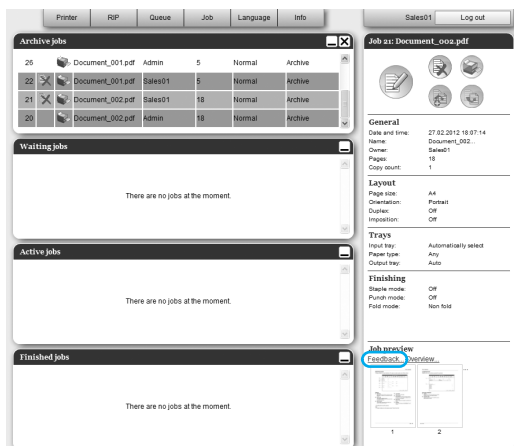 Printer RIP Queue Job Language Info Sales01 Log out
Archive jobs
26 Document_001.pdf Admin 5 Normal Archive
22 Document_001.pdf Sales01 5 Normal Archive
21 Document_002.pdf Sales01 18 Normal Archive
20 Document_002.pdf Admin 18 Normal Archive
Waiting jobs
There are no jobs at the moment.
Active jobs
There are no jobs at the moment.
Finished jobs
There are no jobs at the moment.
Job 21: Document_002.pdf
General
Date and time: 27.02.2012 18:07:14
Name: Document_002...
Owner: Sales01
Pages: 18
Copy count: 1
Layout
Page size: A4
Orientation: Portrait
Duplex: Off
Imposition: Off
Trays
Input tray: Automatically select
Paper type: Any
Output tray: Auto
Finishing
Staple mode: Off
Punch mode: Off
Fold mode: Non fold
Job preview
Feedback... Overview...
1 2